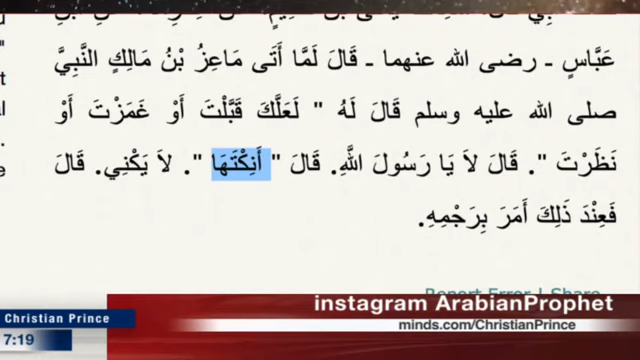 عَبَّاسٍ ـ رضى الله عنهما ـ قَالَ لَمَّا أَتَى مَاعِزُ بْنُ مَالِكٍ النَّبِيَّ
صلى الله عليه وسلم قَالَ لَهُ " لَعَلَّكَ قَبَّلْتَ أَوْ غَمَزْتَ أَوْ
نَظَرْتَ ". قَالَ لاَ يَا رَسُولَ اللَّهِ. قَالَ " أَنِكْتَهَا ". لاَ يَكْنِي. قَالَ
فَعِنْدَ ذَلِكَ أَمَرَ بِرَجْمِهِ.
Report Error | Share
instagram ArabianProphet
Christian Prince
minds.com/ChristianPrince
7:19